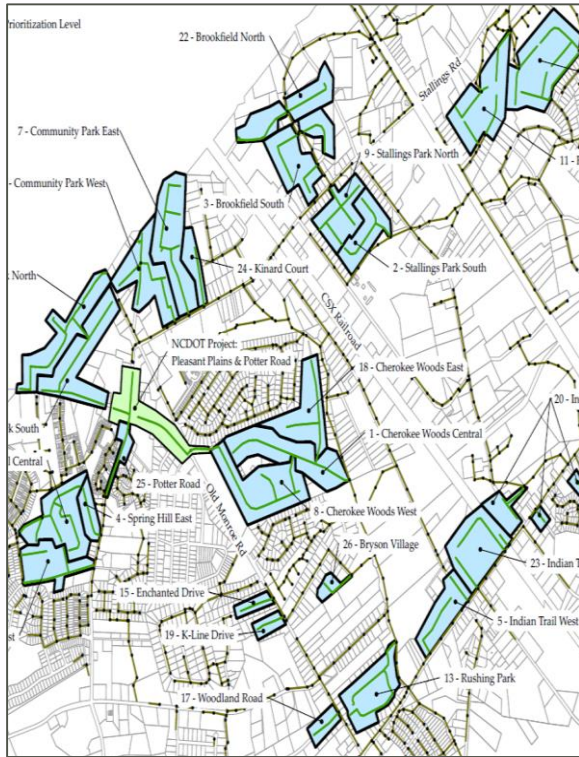 Prioritization Level
22 - Brookfield North
Stallings Rd
7 - Community Park East
9 - Stallings Park North
11 -
- Community Park West
3 - Brookfield South
24 - Kinard Court
2 - Stallings Park South
North
CSX Railroad
NCDOT Project:
Pleasant Plains & Potter Road
18 - Cherokee Woods East
20 - In
k South
1 - Cherokee Woods Central
l Central
25 - Potter Road
Old Monroe Rd
8 - Cherokee Woods West
4 - Spring Hill East
26 - Bryson Village
23 - Indian T
15 - Enchanted Drive
5 - Indian Trail West
19 - K-Line Drive
13 - Rushing Park
17 - Woodland Road